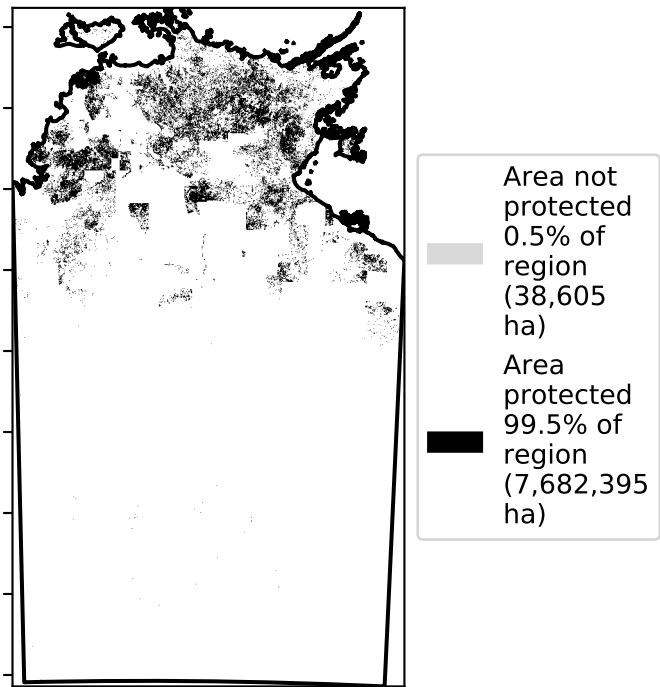 Area not
protected
0.5% of
region
(38,605
ha)
Area
protected
99.5% of
region
(7,682,395
ha)